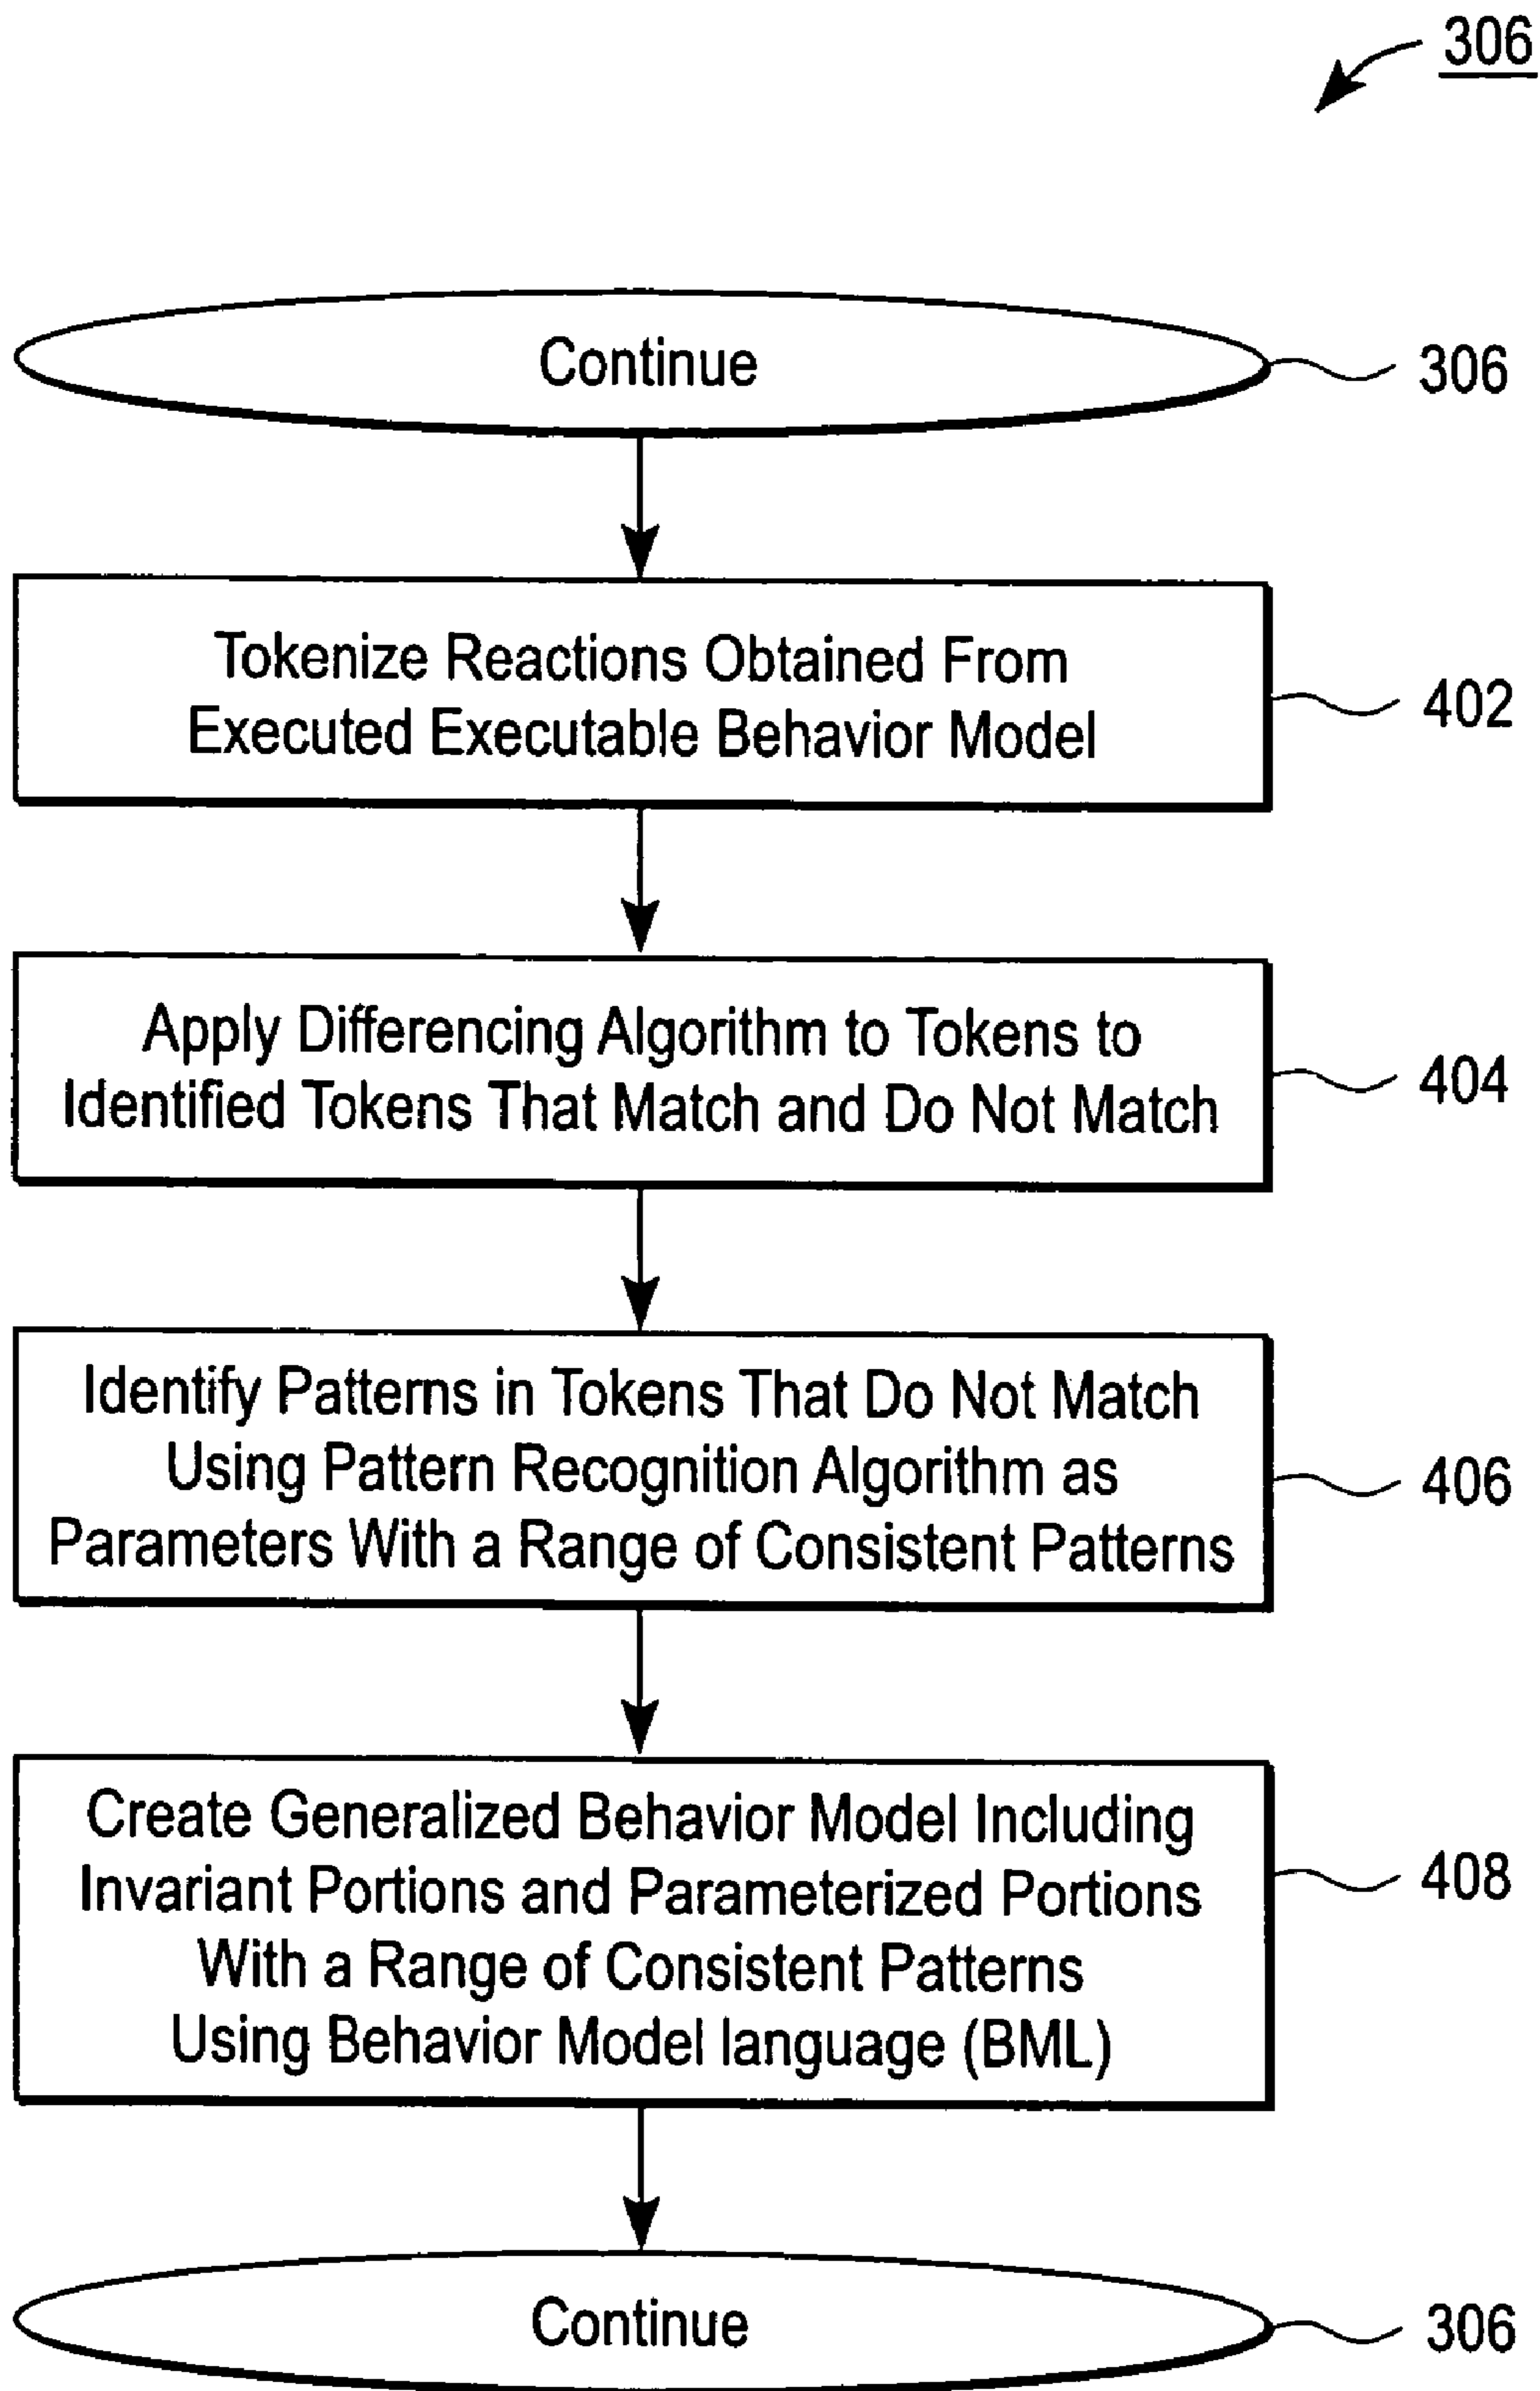 306
Continue
306
Tokenize Reactions Obtained From
Executed Executable Behavior Model
402
Apply Differencing Algorithm to Tokens to
Identified Tokens That Match and Do Not Match
404
Identify Patterns in Tokens That Do Not Match
Using Pattern Recognition Algorithm as
Parameters With a Range of Consistent Patterns
406
Create Generalized Behavior Model Including
Invariant Portions and Parameterized Portions
With a Range of Consistent Patterns
Using Behavior Model language (BML)
408
Continue
306